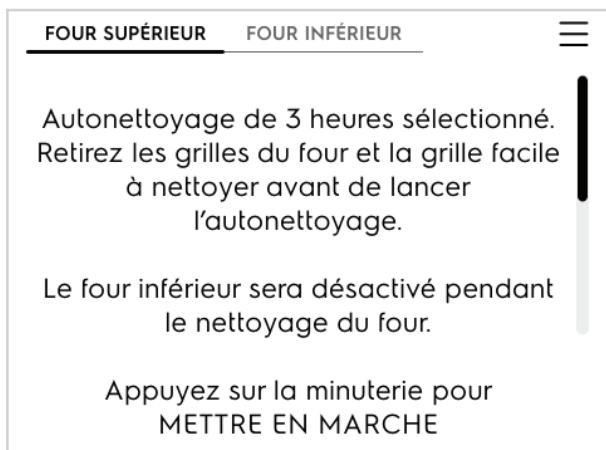 FOUR SUPÉRIEUR FOUR INFÉRIEUR
Autonettoyage de 3 heures sélectionné.
Retirez les grilles du four et la grille facile
à nettoyer avant de lancer
l’autonettoyage.
Le four inférieur sera désactivé pendant
le nettoyage du four.
Appuyez sur la minuterie pour
METTRE EN MARCHE